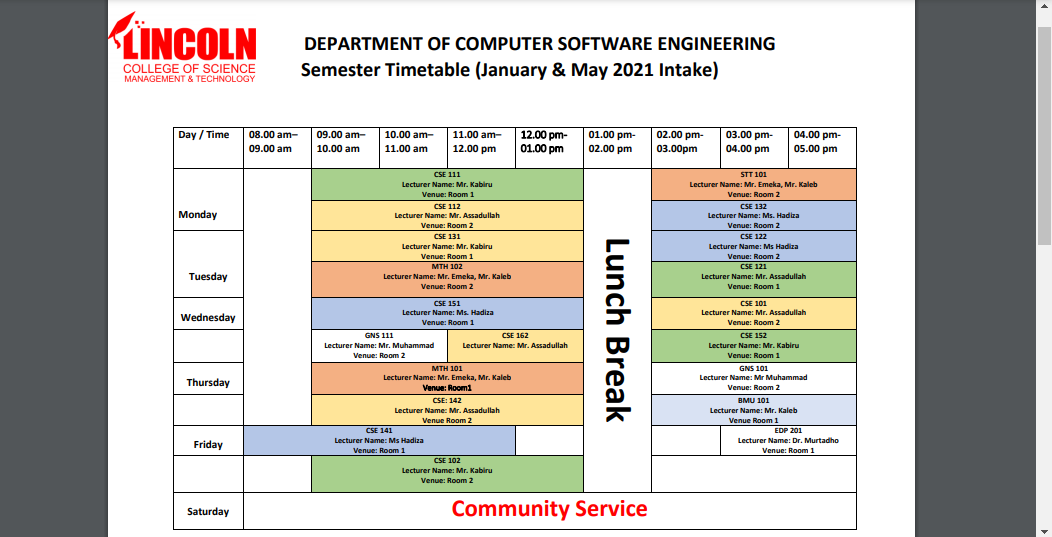 LINCOLN
COLLEGE OF SCIENCE
MANAGEMENT & TECHNOLOGY
DEPARTMENT OF COMPUTER SOFTWARE ENGINEERING
Semester Timetable (January & May 2021 Intake)
Day / Time 08.00 am– 09.00 am– 10.00 am– 11.00 am– 12.00 pm- 01.00 pm- 02.00 pm- 03.00 pm- 04.00 pm-
09.00 am 10.00 am 11.00 am 12.00 pm 01.00 pm 02.00 pm 03.00pm 04.00 pm 05.00 pm
Monday
CSE 111
Lecturer Name: Mr. Kabiru
Venue: Room 1
STT 101
Lecturer Name: Mr. Emeka, Mr. Kaleb
Venue: Room 2
CSE 112
Lecturer Name: Mr. Assadullah
Venue: Room 2
CSE 132
Lecturer Name: Ms. Hadiza
Venue: Room 2
Lunch Break
Tuesday
CSE 131
Lecturer Name: Mr. Kabiru
Venue: Room 1
CSE 122
Lecturer Name: Ms Hadiza
Venue: Room 2
MTH 102
Lecturer Name: Mr. Emeka, Mr. Kaleb
Venue: Room 2
CSE 121
Lecturer Name: Mr. Assadullah
Venue: Room 1
Wednesday
CSE 151
Lecturer Name: Ms. Hadiza
Venue: Room 1
CSE 101
Lecturer Name: Mr. Assadullah
Venue: Room 2
GNS 111
Lecturer Name: Mr. Muhammad
Venue: Room 2
CSE 162
Lecturer Name: Mr. Assadullah
CSE 152
Lecturer Name: Mr. Kabiru
Venue: Room 1
Thursday
MTH 101
Lecturer Name: Mr. Emeka, Mr. Kaleb
Venue: Room1
GNS 101
Lecturer Name: Mr Muhammad
Venue: Room 2
CSE: 142
Lecturer Name: Mr. Assadullah
Venue Room 2
BMU 101
Lecturer Name: Mr. Kaleb
Venue Room 1
Friday
CSE 141
Lecturer Name: Ms Hadiza
Venue: Room 1
EDP 201
Lecturer Name: Dr. Murtadho
Venue: Room 1
CSE 102
Lecturer Name: Mr. Kabiru
Venue: Room 2
Saturday
Community Service